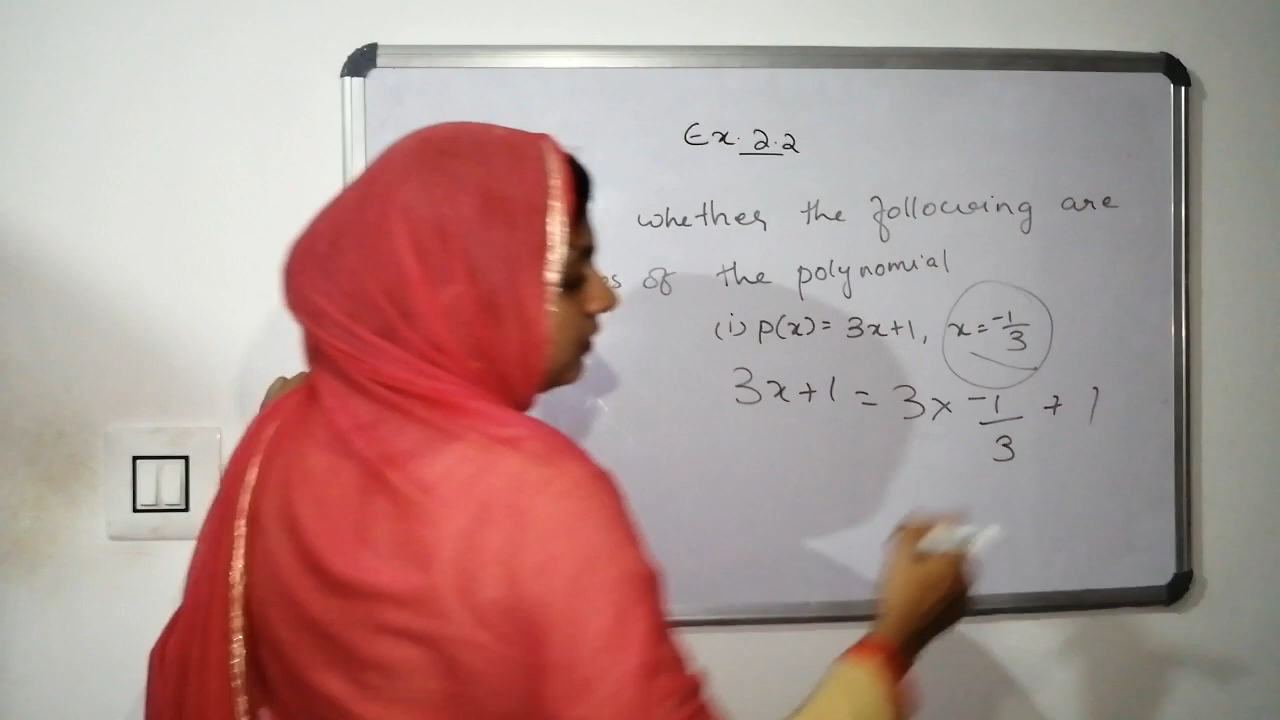 Ex. 2.2
whether the following are
of the polynomial
(i) p(x) = 3x+1, x = -1/3
3x+1 = 3x -1/3 + 1